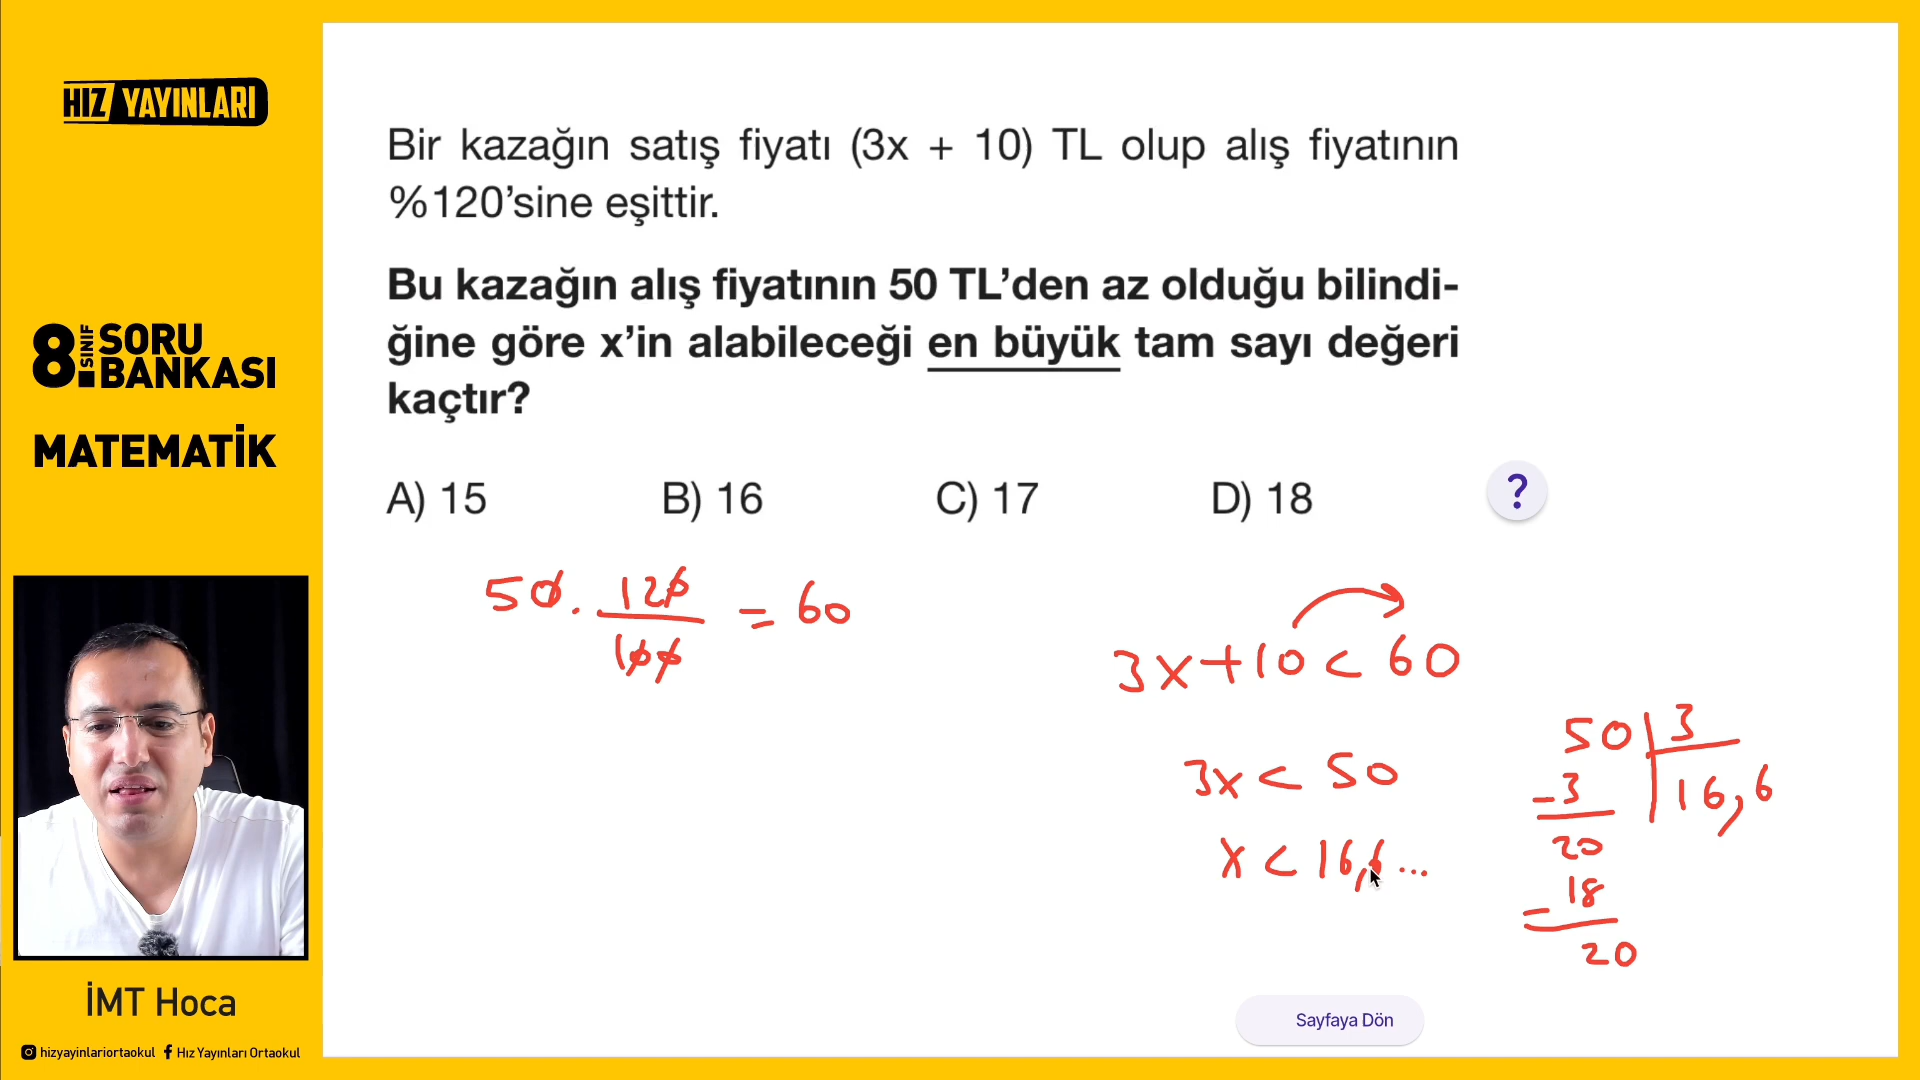 HIZ YAYINLARI
8. SINIF SORU BANKASI
MATEMATİK
İMT Hoca
hizyayinlariortaokul Hız Yayınları Ortaokul
Bir kazağın satış fiyatı (3x + 10) TL olup alış fiyatının
%120’sine eşittir.
Bu kazağın alış fiyatının 50 TL’den az olduğu bilindi-
ğine göre x’in alabileceği en büyük tam sayı değeri
kaçtır?
A) 15 B) 16 C) 17 D) 18
?
50 . 120/100 = 60
3x+10 < 60
3x < 50
x < 16,6 ...
50 | 3
-3 | 16,6
20
- 18
20
Sayfaya Dön